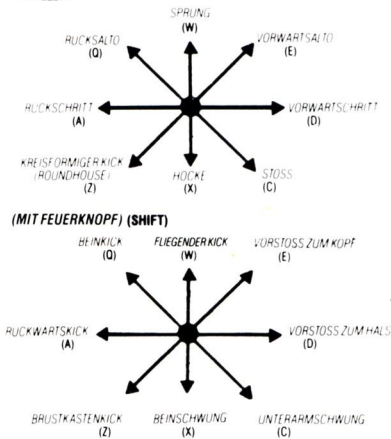 SPRUNG
(W)
RUCKSALTO
(Q)
VORWARTSALTO
(E)
RUCKSCHRITT
(A)
VORWARTSCHRITT
(D)
KREISFORMIGER KICK
(ROUNDHOUSE)
(Z)
HOCKE
(X)
STOSS
(C)
(MIT FEUERKNOPF) (SHIFT)
BEINKICK
(Q)
FLIEGENDER KICK
(W)
VORSTOSS ZUM KOPF
(E)
RUCKWARTSKICK
(A)
VORSTOSS ZUM HALS
(D)
BRUSTKASTENKICK
(Z)
BEINSCHWUNG
(X)
UNTERARMSCHWUNG
(C)